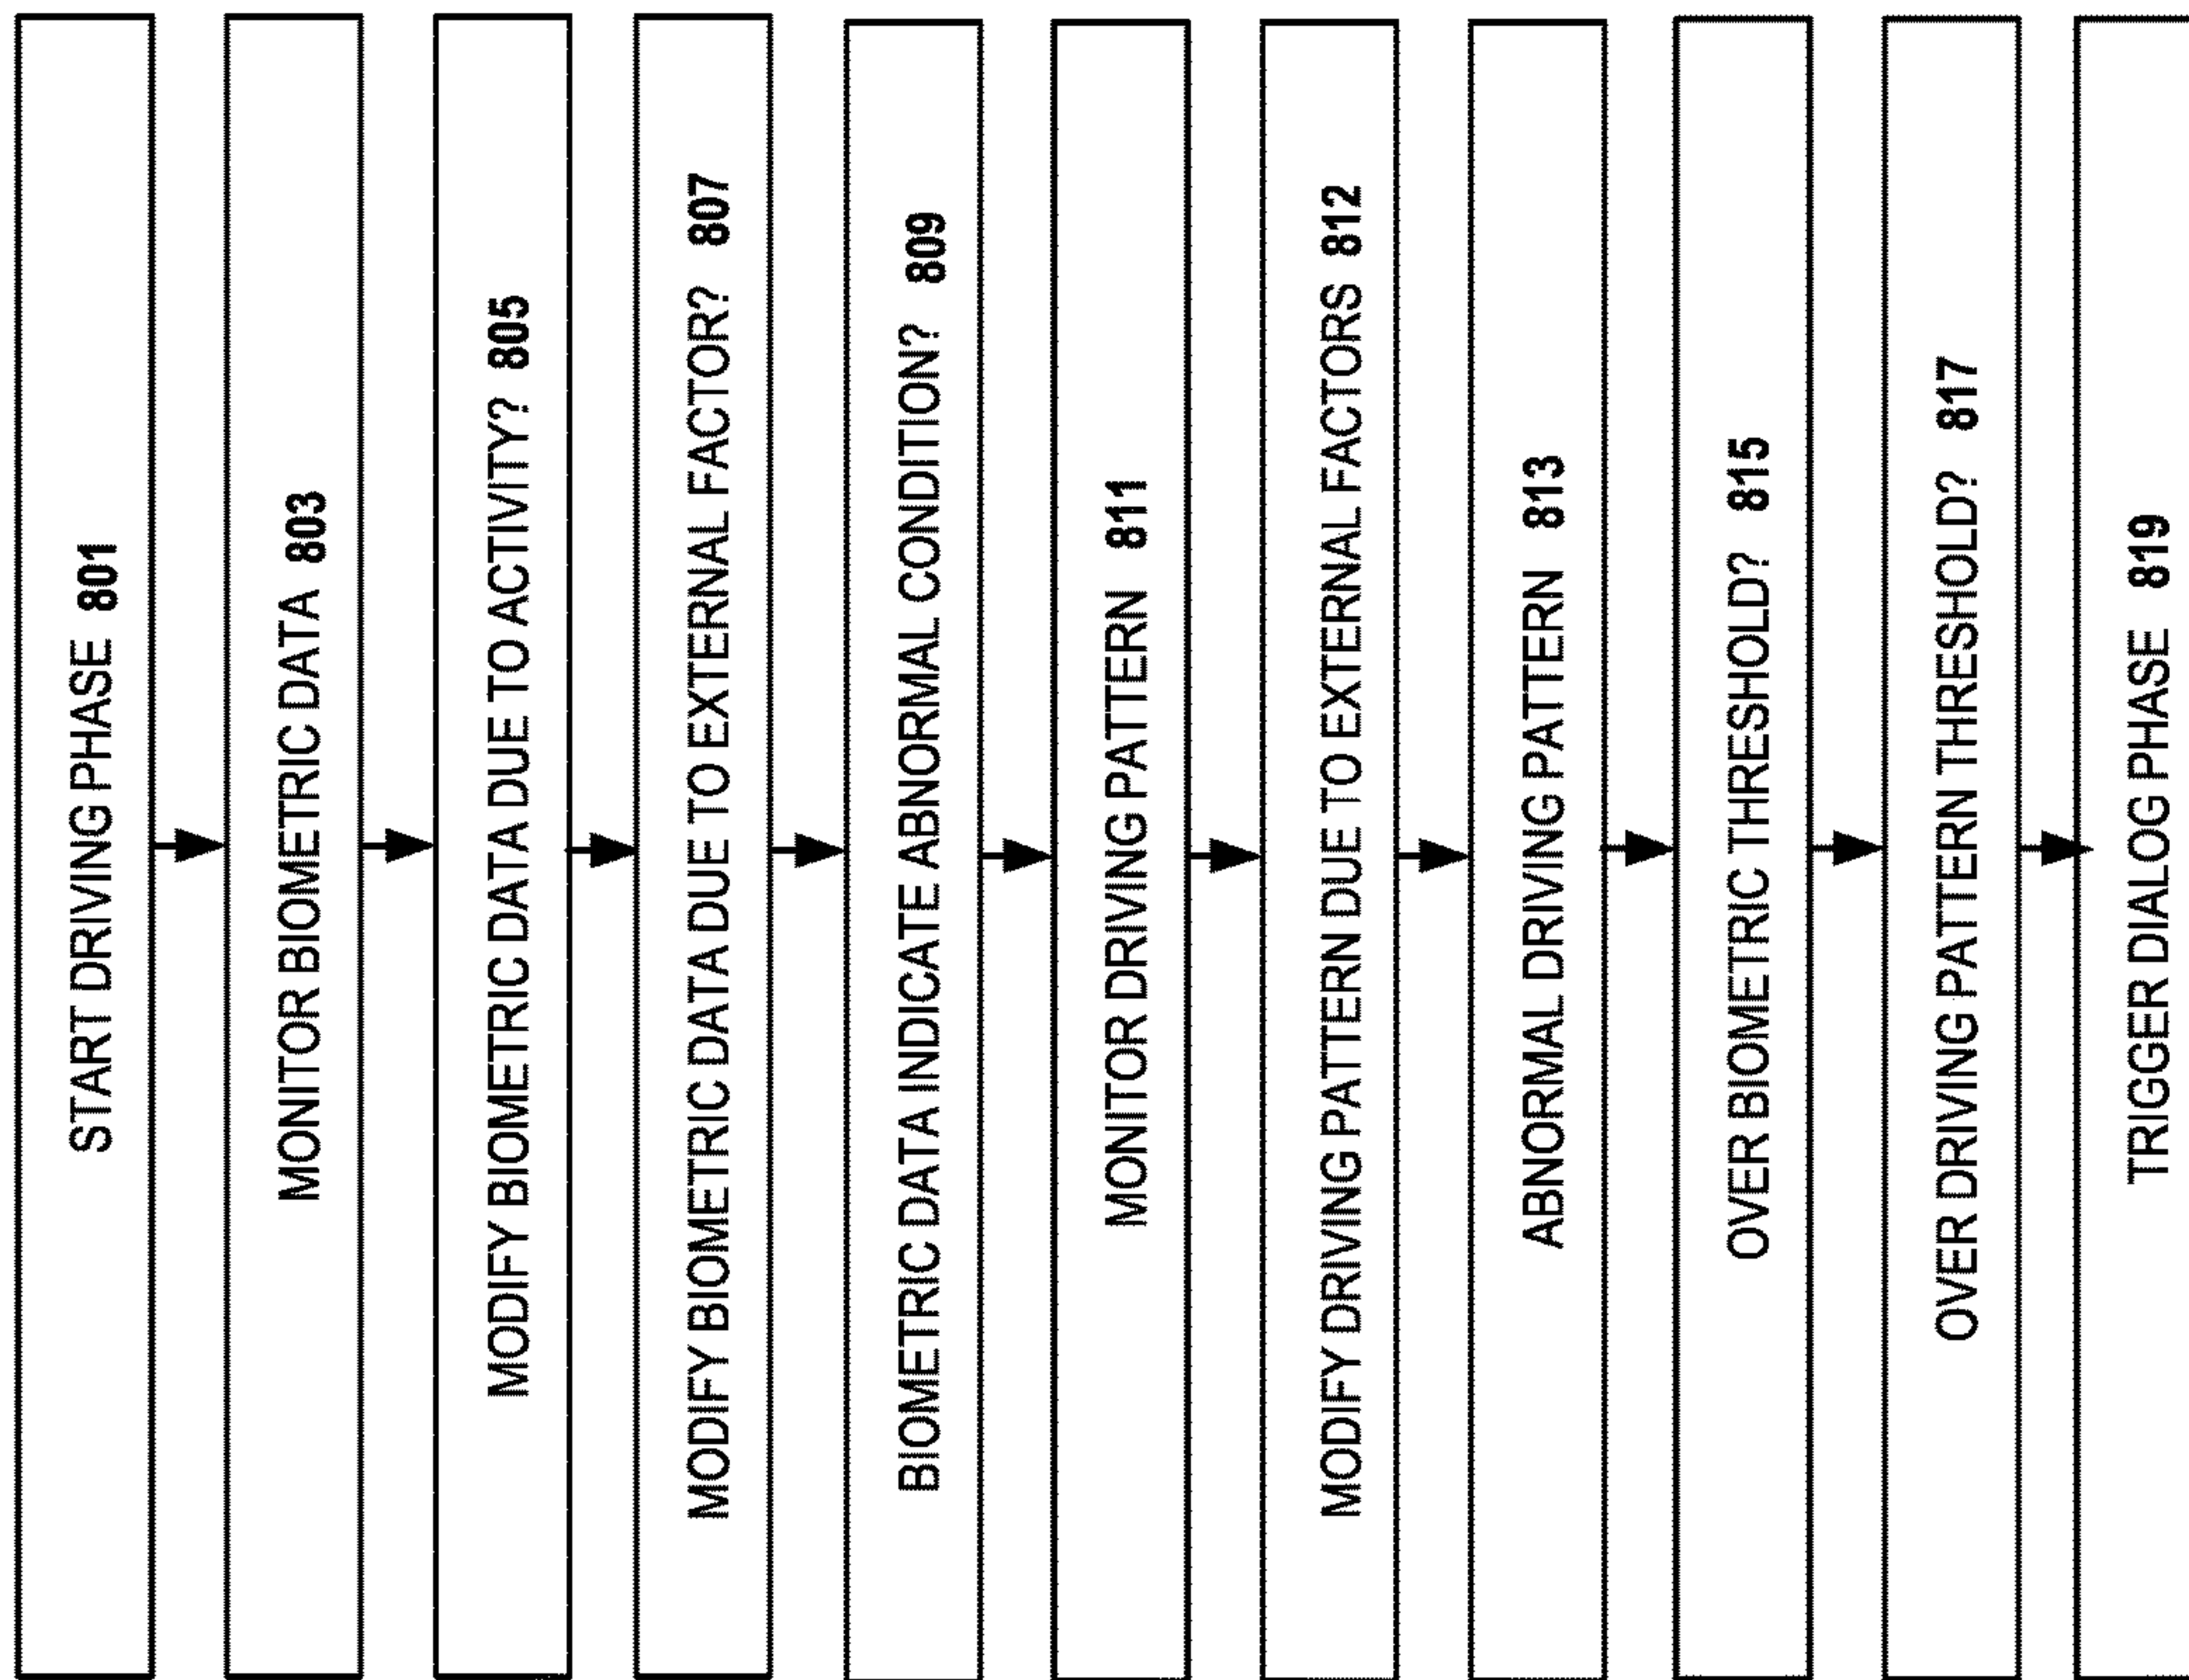 START DRIVING PHASE 801
MONITOR BIOMETRIC DATA 803
MODIFY BIOMETRIC DATA DUE TO ACTIVITY? 805
MODIFY BIOMETRIC DATA DUE TO EXTERNAL FACTOR? 807
BIOMETRIC DATA INDICATE ABNORMAL CONDITION? 809
MONITOR DRIVING PATTERN 811
MODIFY DRIVING PATTERN DUE TO EXTERNAL FACTORS 812
ABNORMAL DRIVING PATTERN 813
OVER BIOMETRIC THRESHOLD? 815
OVER DRIVING PATTERN THRESHOLD? 817
TRIGGER DIALOG PHASE 819